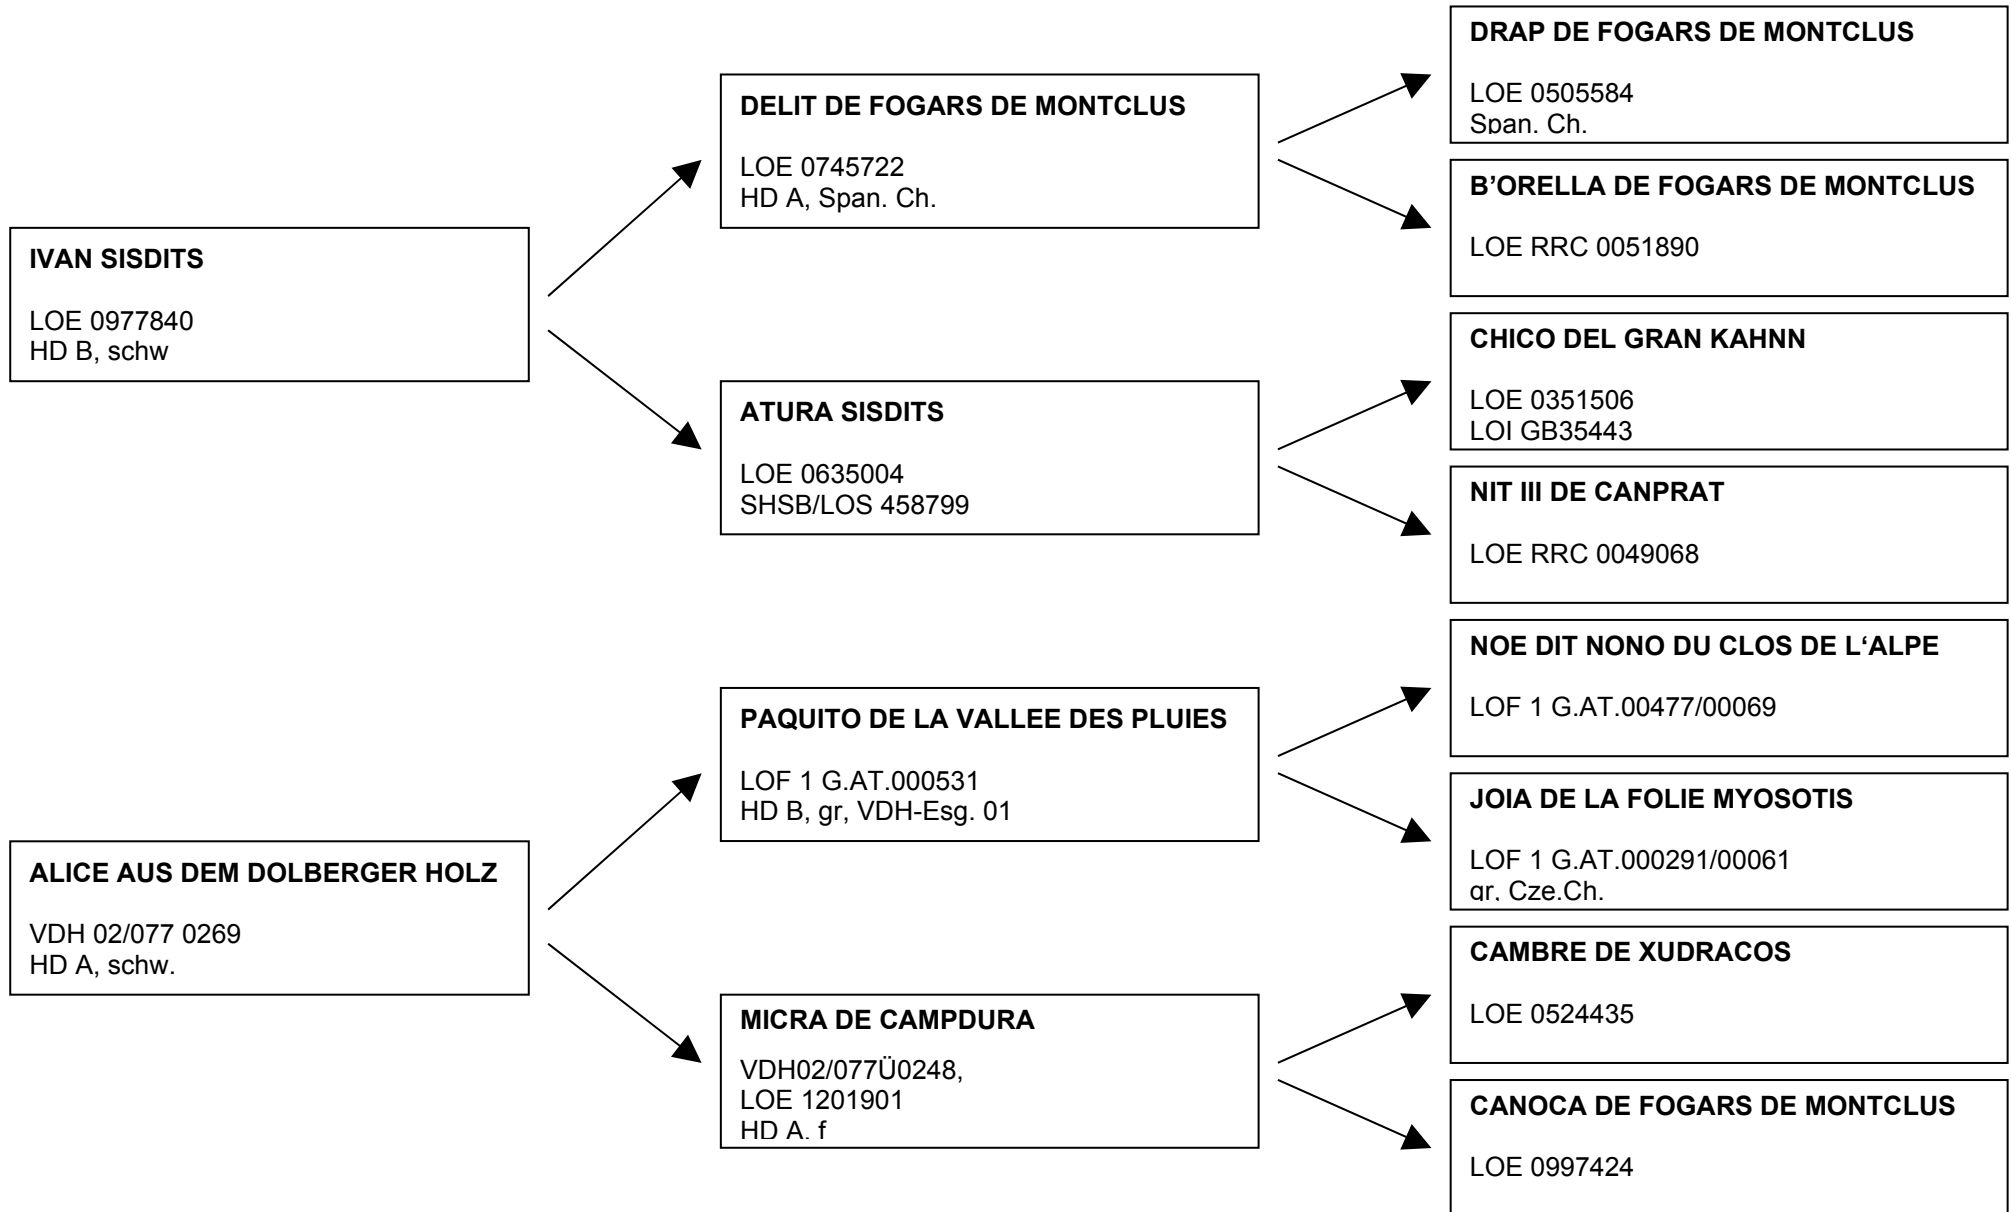 IVAN SISDITS
LOE 0977840
HD B, schw
ALICE AUS DEM DOLBERGER HOLZ
VDH 02/077 0269
HD A, schw.
DELIT DE FOGARS DE MONTCLUS
LOE 0745722
HD A, Span. Ch.
ATURA SISDITS
LOE 0635004
SHSB/LOS 458799
PAQUITO DE LA VALLEE DES PLUIES
LOF 1 G.AT.000531
HD B, gr, VDH-Esg. 01
MICRA DE CAMPDURA
VDH02/077Ü0248,
LOE 1201901
HD A, f
DRAP DE FOGARS DE MONTCLUS
LOE 0505584
Span. Ch.
B’ORELLA DE FOGARS DE MONTCLUS
LOE RRC 0051890
CHICO DEL GRAN KAHNN
LOE 0351506
LOI GB35443
NIT III DE CANPRAT
LOE RRC 0049068
NOE DIT NONO DU CLOS DE L‘ALPE
LOF 1 G.AT.00477/00069
JOIA DE LA FOLIE MYOSOTIS
LOF 1 G.AT.000291/00061
gr, Cze.Ch.
CAMBRE DE XUDRACOS
LOE 0524435
CANOCA DE FOGARS DE MONTCLUS
LOE 0997424